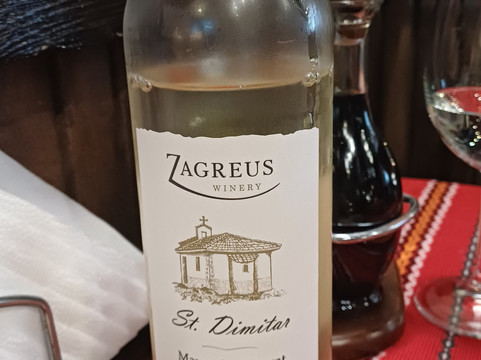 ZAGREUS
WINERY
St. Dimitar